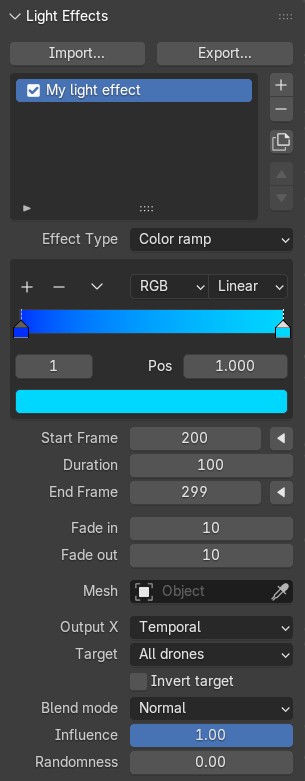 Light Effects
Import... Export...
My light effect
Effect Type Color ramp
RGB Linear
1 Pos 1.000
Start Frame 200
Duration 100
End Frame 299
Fade in 10
Fade out 10
Mesh Object
Output X Temporal
Target All drones
Invert target
Blend mode Normal
Influence 1.00
Randomness 0.00